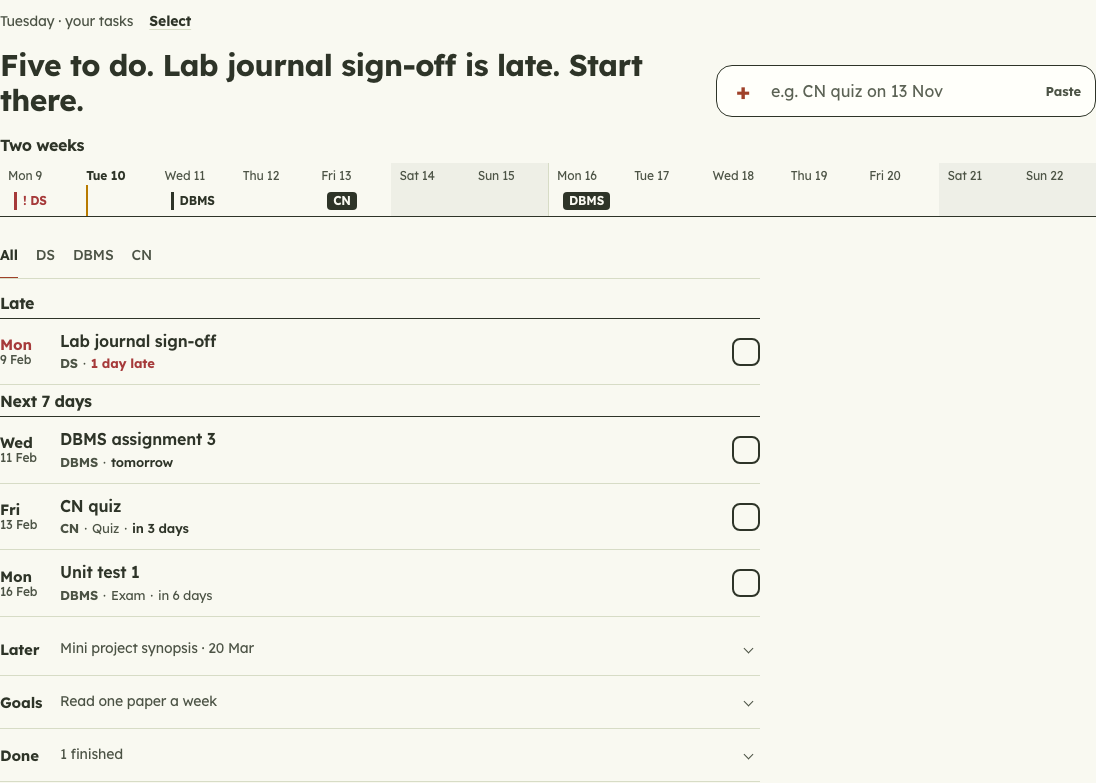 Tuesday · your tasks Select
Five to do. Lab journal sign-off is late. Start
there.
+ e.g. CN quiz on 13 Nov Paste
Two weeks
Mon 9 Tue 10 Wed 11 Thu 12 Fri 13 Sat 14 Sun 15 Mon 16 Tue 17 Wed 18 Thu 19 Fri 20 Sat 21 Sun 22
! DS DBMS CN DBMS
All DS DBMS CN
Late
Mon Lab journal sign-off
9 Feb DS · 1 day late
Next 7 days
Wed DBMS assignment 3
11 Feb DBMS · tomorrow
Fri CN quiz
13 Feb CN · Quiz · in 3 days
Mon Unit test 1
16 Feb DBMS · Exam · in 6 days
Later Mini project synopsis · 20 Mar
Goals Read one paper a week
Done 1 finished